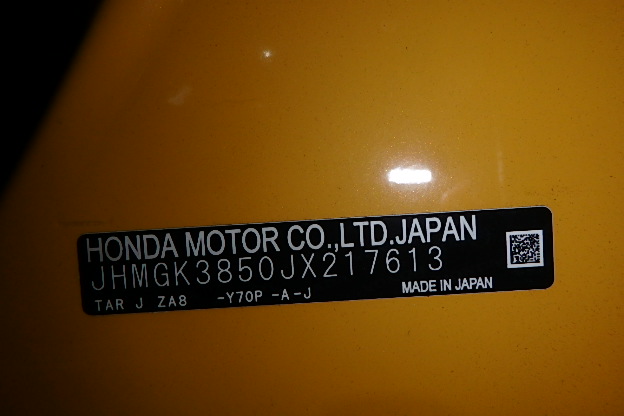 HONDA MOTOR CO.,LTD.JAPAN
JHMGK3850JX217613
TAR J ZA8 -Y70P -A-J
MADE IN JAPAN